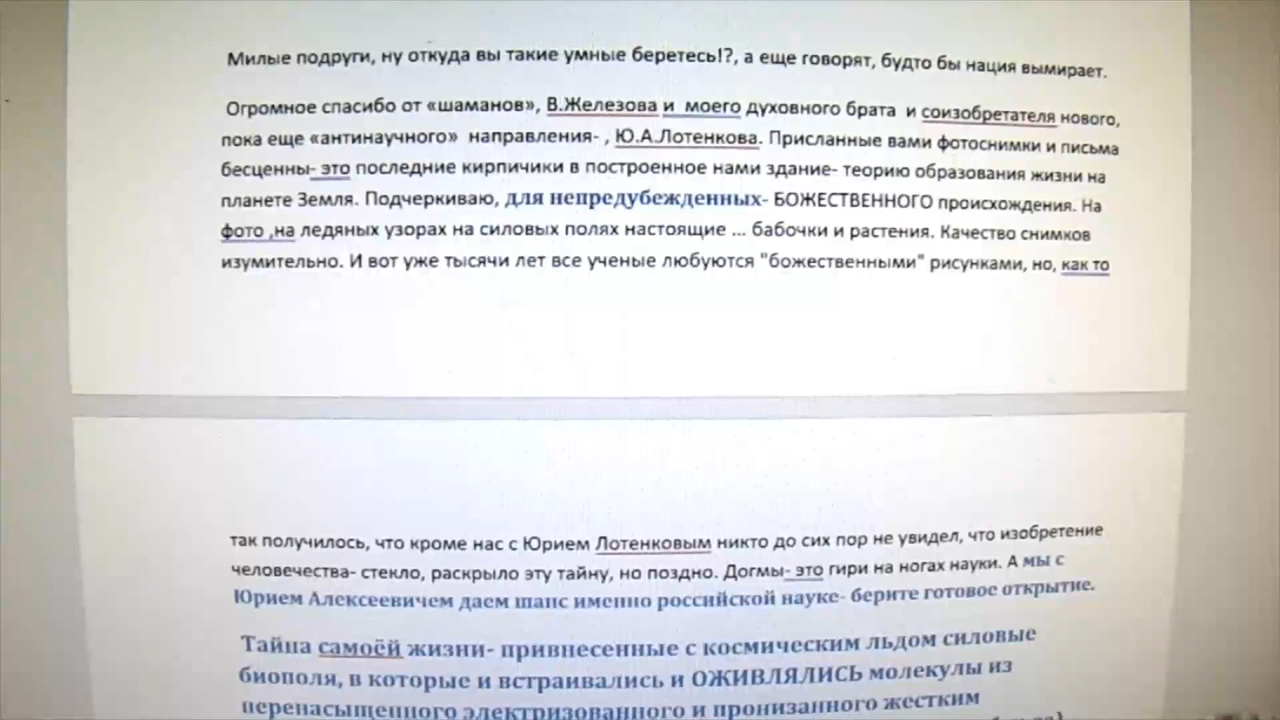 Милые подруги, ну откуда вы такие умные беретесь!?, а еще говорят, будто бы нация вымирает.
Огромное спасибо от «шаманов», В.Железова и моего духовного брата и соизобретателя нового,
пока еще «антинаучного» направления- , Ю.А.Лотенкова. Присланные вами фотоснимки и письма
бесценны- это последние кирпичики в построенное нами здание- теорию образования жизни на
планете Земля. Подчеркиваю, для непредубежденных- БОЖЕСТВЕННОГО происхождения. На
фото ,на ледяных узорах на силовых полях настоящие ... бабочки и растения. Качество снимков
изумительно. И вот уже тысячи лет все ученые любуются "божественными" рисунками, но, как то
так получилось, что кроме нас с Юрием Лотенковым никто до сих пор не увидел, что изобретение
человечества- стекло, раскрыло эту тайну, но поздно. Догмы- это гири на ногах науки. А мы с
Юрием Алексеевичем даем шанс именно российской науке- берите готовое открытие.
Тайна самоёй жизни- привнесенные с космическим льдом силовые
биополя, в которые и встраивались и ОЖИВЛЯЛИСЬ молекулы из
перенасыщенного электризованного и пронизанного жестким